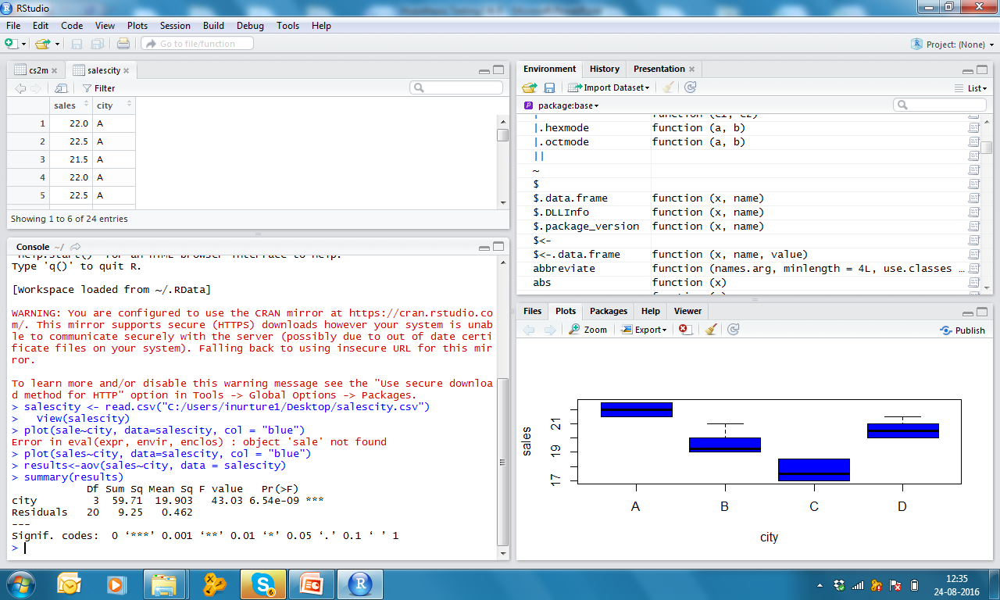 RStudio
File Edit Code View Plots Session Build Debug Tools Help
Go to file/function
Project: (None)
cs2m
salescity
Filter
sales city
1 22.0 A
2 22.5 A
3 21.5 A
4 22.0 A
5 22.5 A
Showing 1 to 6 of 24 entries
Console ~/
'help.start()' for an HTML browser interface to help.
Type 'q()' to quit R.
[Workspace loaded from ~/.RData]
WARNING: You are configured to use the CRAN mirror at https://cran.rstudio.co
m/. This mirror supports secure (HTTPS) downloads however your system is unab
le to communicate securely with the server (possibly due to out of date certi
ficate files on your system). Falling back to using insecure URL for this mir
ror.
To learn more and/or disable this warning message see the "Use secure downloa
d method for HTTP" option in Tools -> Global Options -> Packages.
> salescity <- read.csv("C:/Users/inurture1/Desktop/salescity.csv")
>   View(salescity)
> plot(sale~city, data=salescity, col = "blue")
Error in eval(expr, envir, enclos) : object 'sale' not found
> plot(sales~city, data=salescity, col = "blue")
> results<-aov(sales~city, data = salescity)
> summary(results)
            Df Sum Sq Mean Sq F value   Pr(>F)
city         3  59.71  19.903   43.03 6.54e-09 ***
Residuals   20   9.25   0.462
---
Signif. codes:  0 ‘***’ 0.001 ‘**’ 0.01 ‘*’ 0.05 ‘.’ 0.1 ‘ ’ 1
>
Environment History Presentation
Import Dataset List
package:base
| function (e1, e2)
|.hexmode function (a, b)
|.octmode function (a, b)
||
~
$
$.data.frame function (x, name)
$.DLLInfo function (x, name)
$.package_version function (x, name)
$<-
$<-.data.frame function (x, name, value)
abbreviate function (names.arg, minlength = 4L, use.classes …
abs function (x)
Files Plots Packages Help Viewer
Zoom Export Publish
sales
21
19
17
A B C D
city
6
12:35
24-08-2016